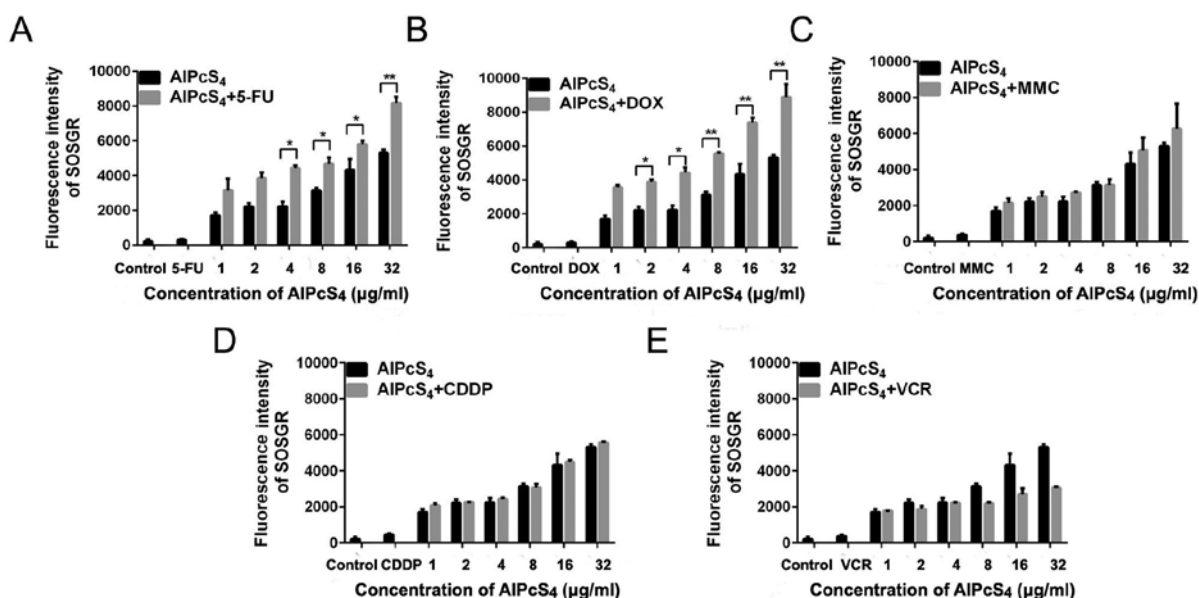 A
Fluorescence intensity
of SOSGR
10000
8000
6000
4000
2000
0
AlPcS4
AlPcS4+5-FU
*
*
*
**
Control 5-FU 1 2 4 8 16 32
Concentration of AlPcS4 (µg/ml)
B
Fluorescence intensity
of SOSGR
10000
8000
6000
4000
2000
0
AlPcS4
AlPcS4+DOX
*
*
**
**
**
Control DOX 1 2 4 8 16 32
Concentration of AlPcS4 (µg/ml)
C
Fluorescence intensity
of SOSGR
10000
8000
6000
4000
2000
0
AlPcS4
AlPcS4+MMC
Control MMC 1 2 4 8 16 32
Concentration of AlPcS4 (µg/ml)
D
Fluorescence intensity
of SOSGR
10000
8000
6000
4000
2000
0
AlPcS4
AlPcS4+CDDP
Control CDDP 1 2 4 8 16 32
Concentration of AlPcS4 (µg/ml)
E
Fluorescence intensity
of SOSGR
10000
8000
6000
4000
2000
0
AlPcS4
AlPcS4+VCR
Control VCR 1 2 4 8 16 32
Concentration of AlPcS4 (µg/ml)